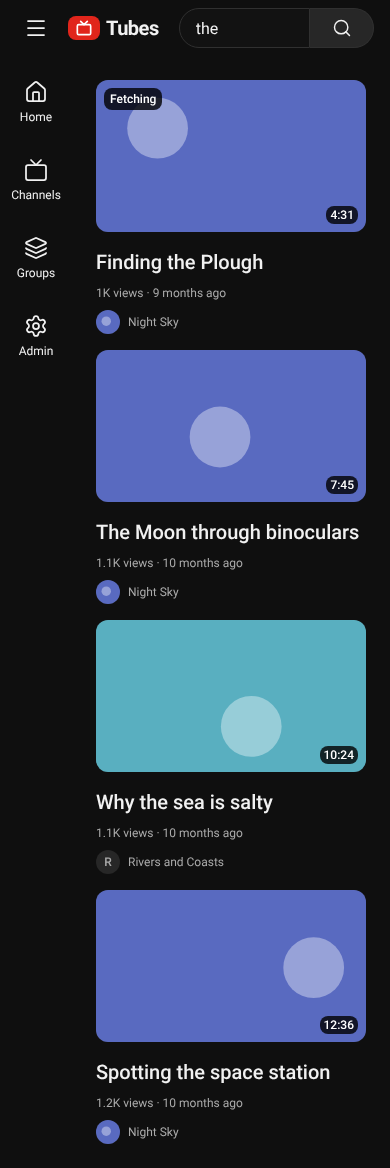 Tubes
the
Home
Channels
Groups
Admin
Fetching
4:31
Finding the Plough
1K views · 9 months ago
Night Sky
7:45
The Moon through binoculars
1.1K views · 10 months ago
Night Sky
10:24
Why the sea is salty
1.1K views · 10 months ago
R
Rivers and Coasts
12:36
Spotting the space station
1.2K views · 10 months ago
Night Sky